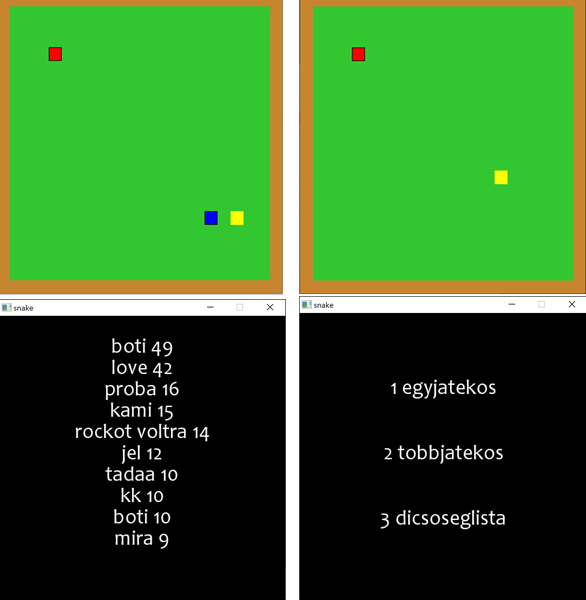 snake
boti 49
love 42
proba 16
kami 15
rockot voltra 14
jel 12
tadaa 10
kk 10
boti 10
mira 9
snake
1 egyjatekos
2 tobbjatekos
3 dicsoseglista